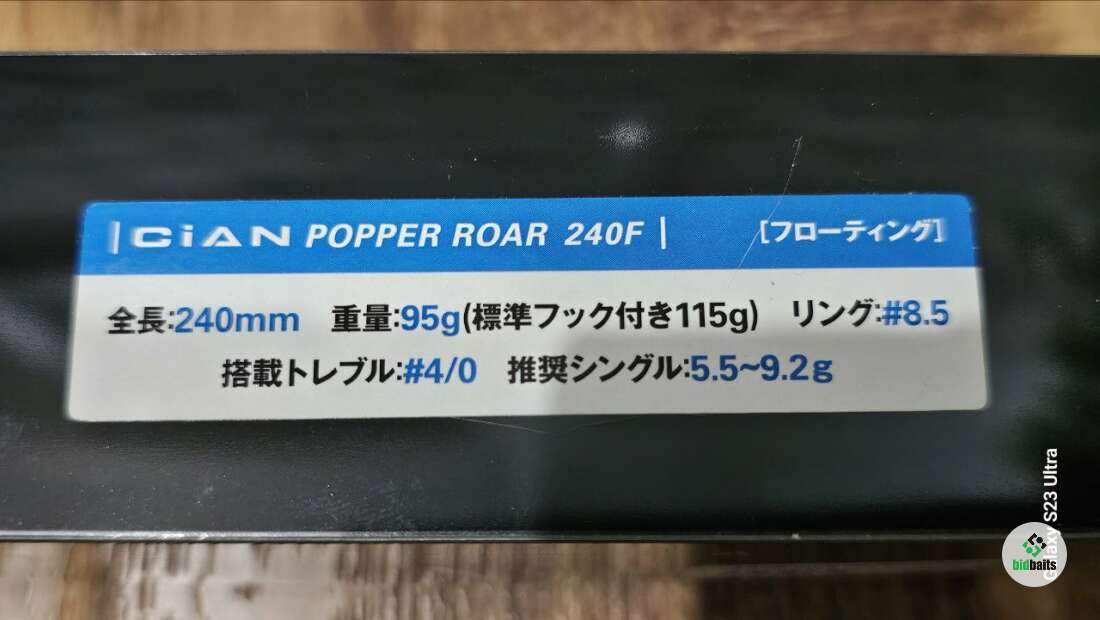 CiAN POPPER ROAR 240F [フローティング]
全長:240mm 重量:95g(標準フック付き115g) リング:#8.5
搭載トレブル:#4/0 推奨シングル:5.5~9.2g
Galaxy S23 Ultra
bidbaits